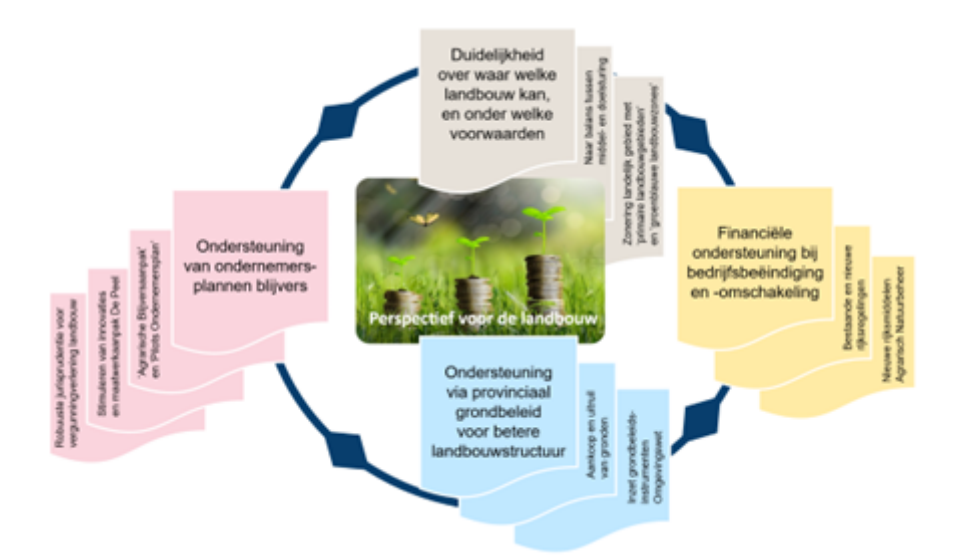 Duidelijkheid
over waar welke
landbouw kan,
en onder welke
voorwaarden
Naar balans tussen
middel- en doelsturing
Zonering landelijk gebied met
'primaire landbouwgebieden'
en 'groenblauwe landbouwzones'
Financiële
ondersteuning bij
bedrijfsbeëindiging
en -omschakeling
Bestaande en nieuwe
rijksregelingen
Nieuwe rijksmiddelen
Agrarisch Natuurbeheer
Ondersteuning
via provinciaal
grondbeleid
voor betere
landbouwstructuur
Aankoop en uitruil
van gronden
Inzet grondbeleids-
instrumenten
Omgevingswet
Ondersteuning
van ondernemers-
plannen blijvers
'Agrarische Blijversaanpak'
en 'Pilots Ondernemersplan'
Stimuleren van innovaties
en maatwerkaanpak De Peel
Robuuste jurisprudentie voor
vergunningverlening landbouw
Perspectief voor de landbouw